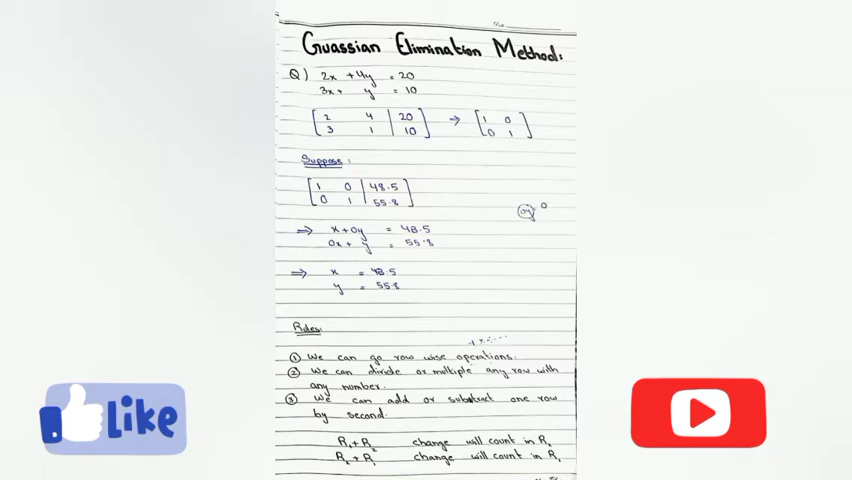 Guassian Elimination Method:
Q) 2x + 4y = 20
3x + y = 10
[ 2 4 | 20 ] → [ 1 0 ]
[ 3 1 | 10 ] [ 0 1 ]
Suppose:
[ 1 0 | 48.5 ]
[ 0 1 | 55.8 ]
0y 0
⇒ x + 0y = 48.5
0x + y = 55.8
⇒ x = 48.5
y = 55.8
Rules:
① We can go row wise operations.
② We can divide or multiple any row with
any number.
③ We can add or substract one row
by second.
R₁ + R₂ change will count in R₁
R₂ + R₁ change will count in R₁
LIKE